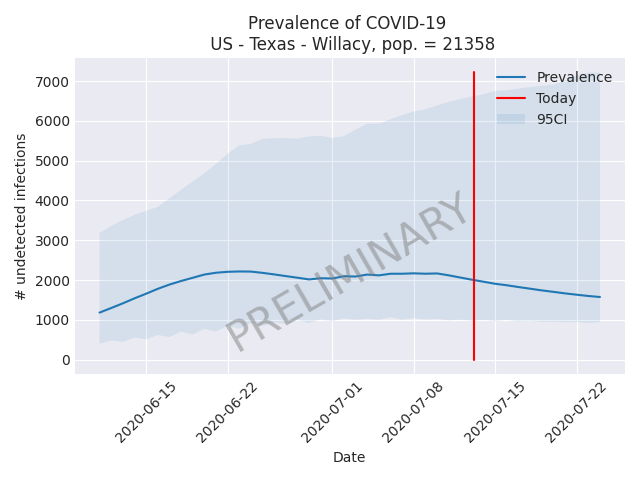 Prevalence of COVID-19
US - Texas - Willacy, pop. = 21358
Prevalence
Today
95CI
7000
6000
5000
4000
3000
2000
1000
0
# undetected infections
PRELIMINARY
2020-06-15
2020-06-22
2020-07-01
2020-07-08
2020-07-15
2020-07-22
Date